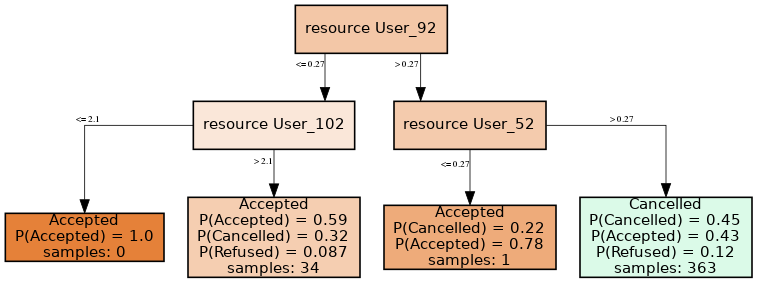 resource User_92
<=0.27
>0.27
resource User_102
resource User_52
<=2.1
>2.1
<=0.27
>0.27
Accepted
P(Accepted) = 1.0
samples: 0
Accepted
P(Accepted) = 0.59
P(Cancelled) = 0.32
P(Refused) = 0.087
samples: 34
Accepted
P(Cancelled) = 0.22
P(Accepted) = 0.78
samples: 1
Cancelled
P(Cancelled) = 0.45
P(Accepted) = 0.43
P(Refused) = 0.12
samples: 363